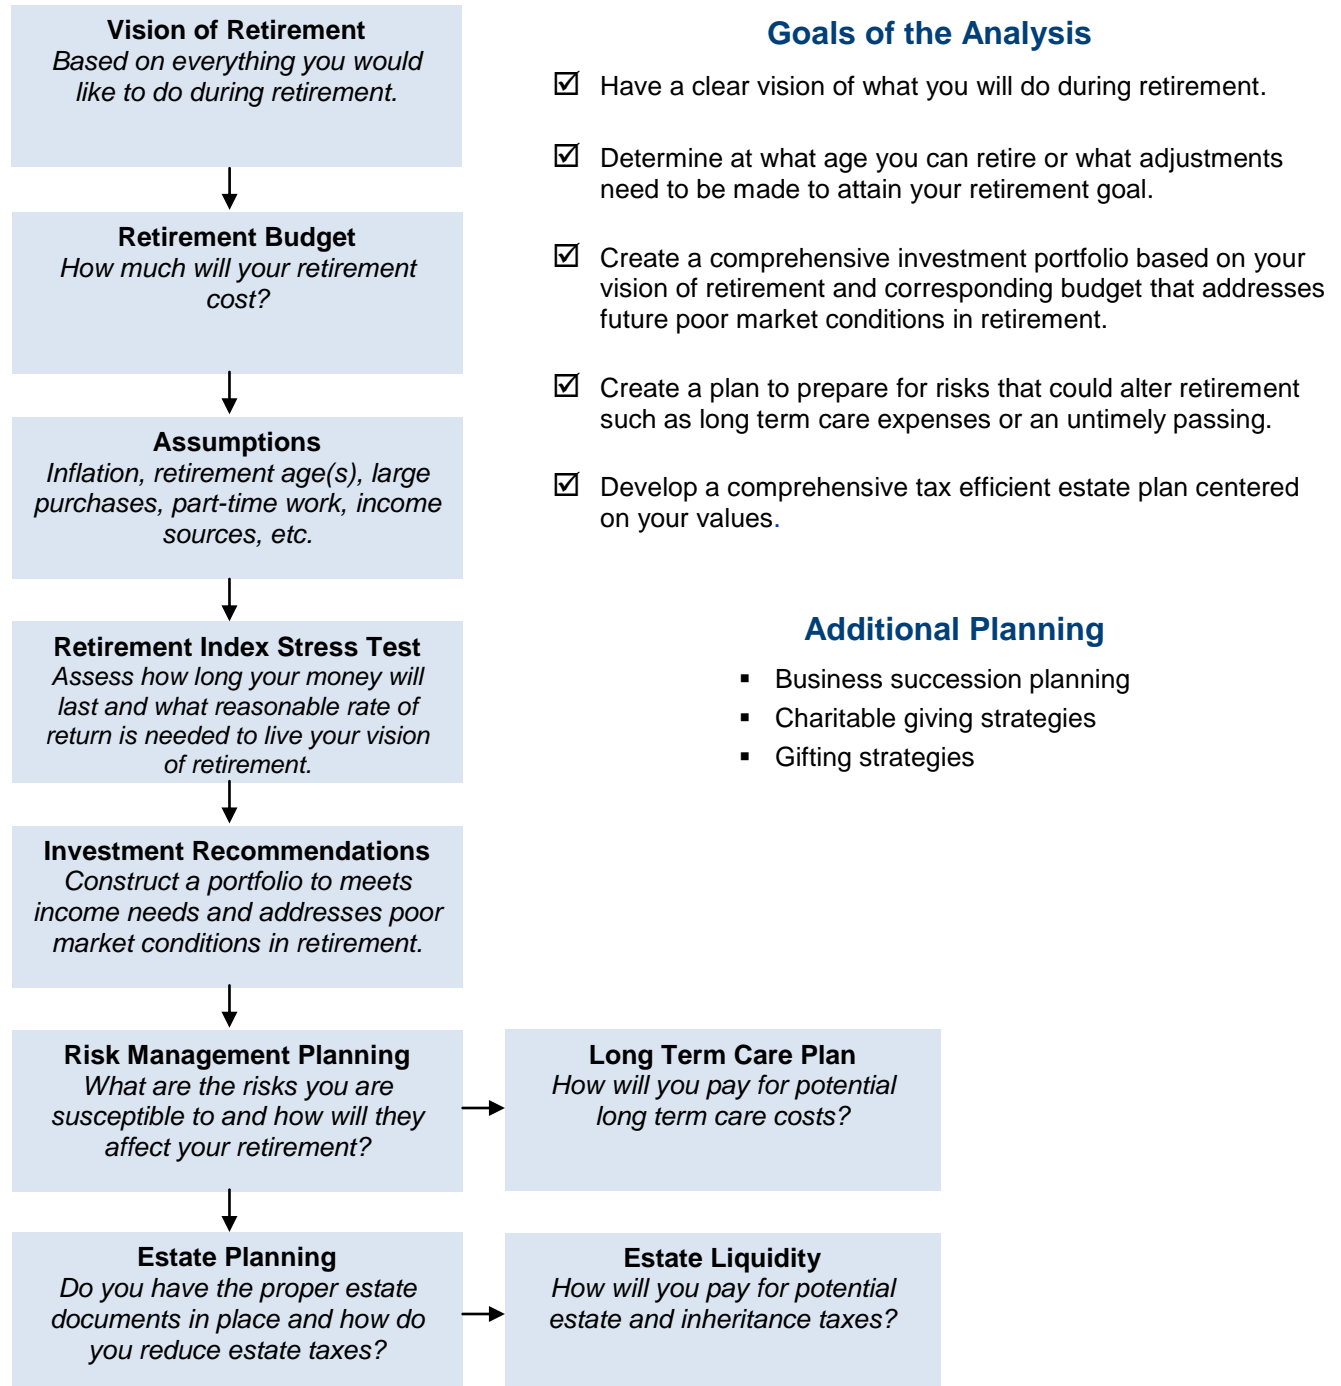 Vision of Retirement
Based on everything you would
like to do during retirement.
Retirement Budget
How much will your retirement
cost?
Assumptions
Inflation, retirement age(s), large
purchases, part-time work, income
sources, etc.
Retirement Index Stress Test
Assess how long your money will
last and what reasonable rate of
return is needed to live your vision
of retirement.
Investment Recommendations
Construct a portfolio to meets
income needs and addresses poor
market conditions in retirement.
Risk Management Planning
What are the risks you are
susceptible to and how will they
affect your retirement?
Long Term Care Plan
How will you pay for potential
long term care costs?
Estate Planning
Do you have the proper estate
documents in place and how do
you reduce estate taxes?
Estate Liquidity
How will you pay for potential
estate and inheritance taxes?
Goals of the Analysis
Have a clear vision of what you will do during retirement.
Determine at what age you can retire or what adjustments
need to be made to attain your retirement goal.
Create a comprehensive investment portfolio based on your
vision of retirement and corresponding budget that addresses
future poor market conditions in retirement.
Create a plan to prepare for risks that could alter retirement
such as long term care expenses or an untimely passing.
Develop a comprehensive tax efficient estate plan centered
on your values.
Additional Planning
Business succession planning
Charitable giving strategies
Gifting strategies